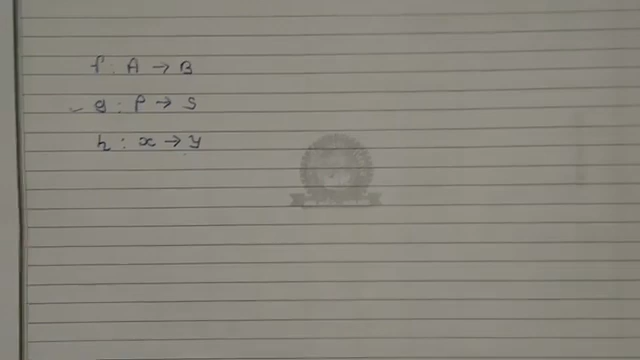 f : A → B
g : P → S
h : x → y